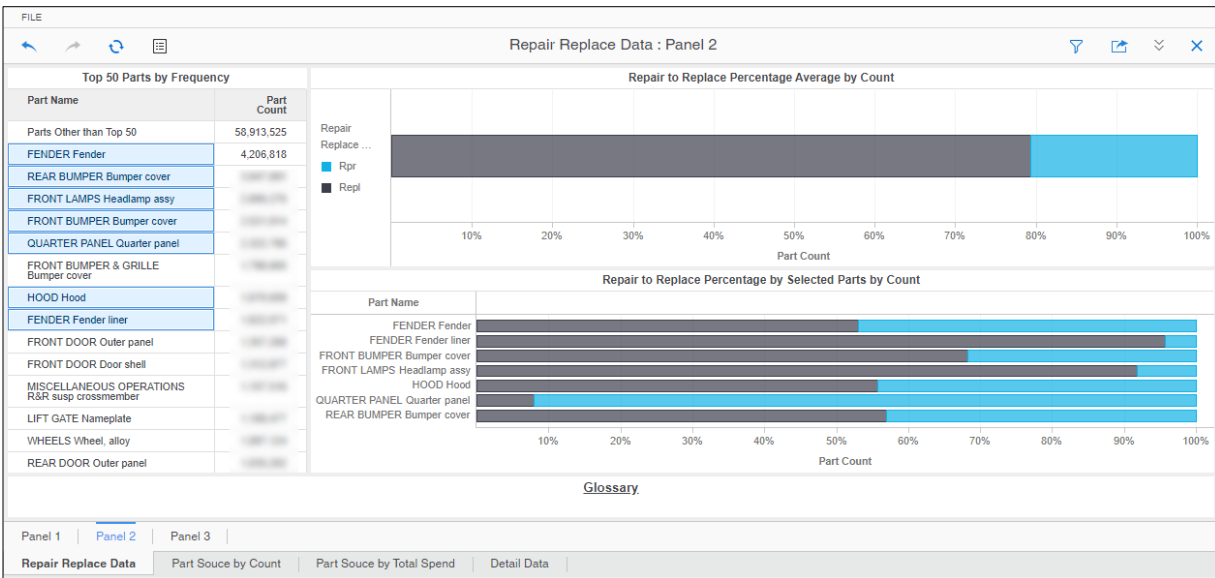 FILE
Repair Replace Data : Panel 2
Top 50 Parts by Frequency
Part Name
Part
Count
Parts Other than Top 50 58,913,525
FENDER Fender 4,206,818
REAR BUMPER Bumper cover
FRONT LAMPS Headlamp assy
FRONT BUMPER Bumper cover
QUARTER PANEL Quarter panel
FRONT BUMPER & GRILLE
Bumper cover
HOOD Hood
FENDER Fender liner
FRONT DOOR Outer panel
FRONT DOOR Door shell
MISCELLANEOUS OPERATIONS
R&R susp crossmember
LIFT GATE Nameplate
WHEELS Wheel, alloy
REAR DOOR Outer panel
Repair to Replace Percentage Average by Count
Repair
Replace ...
Rpr
Repl
10% 20% 30% 40% 50% 60% 70% 80% 90% 100%
Part Count
Repair to Replace Percentage by Selected Parts by Count
Part Name
FENDER Fender
FENDER Fender liner
FRONT BUMPER Bumper cover
FRONT LAMPS Headlamp assy
HOOD Hood
QUARTER PANEL Quarter panel
REAR BUMPER Bumper cover
10% 20% 30% 40% 50% 60% 70% 80% 90% 100%
Part Count
Glossary
Panel 1 Panel 2 Panel 3
Repair Replace Data Part Souce by Count Part Souce by Total Spend Detail Data